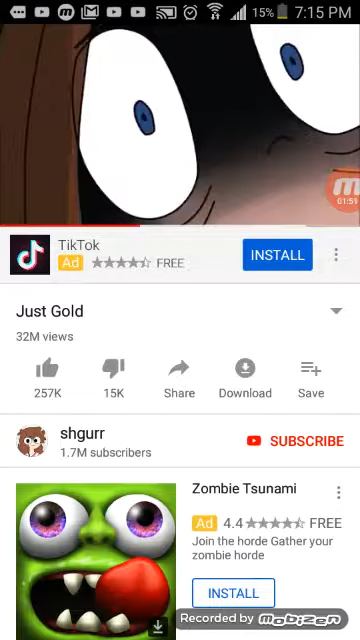 15% 7:15 PM
01:51
TikTok
Ad FREE
INSTALL
Just Gold
32M views
257K 15K Share Download Save
shgurr
1.7M subscribers
SUBSCRIBE
Zombie Tsunami
Ad 4.4 FREE
Join the horde Gather your
zombie horde
INSTALL
Recorded by mobizen